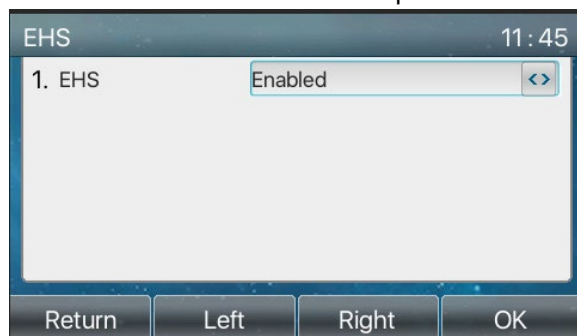 EHS 11:45
1. EHS Enabled <>
Return Left Right OK